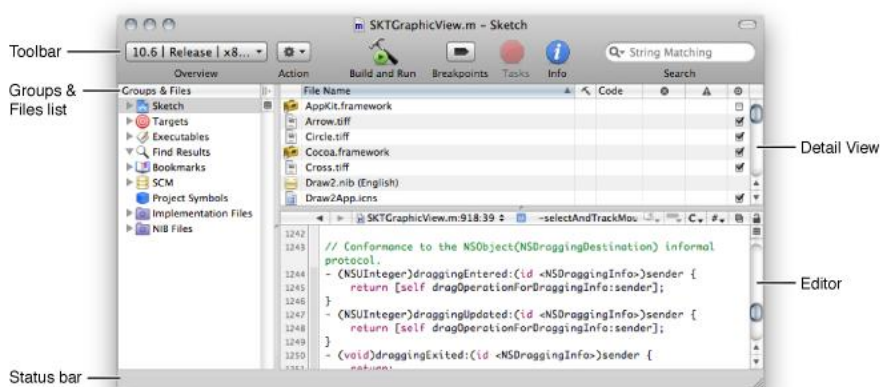 SKTGraphicView.m – Sketch
Toolbar
10.6 | Release | x8...
String Matching
Overview
Action
Build and Run
Breakpoints
Tasks
Info
Search
Groups & Files list
Groups & Files
Sketch
Targets
Executables
Find Results
Bookmarks
SCM
Project Symbols
Implementation Files
NIB Files
File Name
Code
AppKit.framework
Arrow.tiff
Circle.tiff
Cocoa.framework
Cross.tiff
Draw2.nib (English)
Draw2App.icns
Detail View
SKTGraphicView.m:918:39
-selectAndTrackMou
C
#
1242
1243 // Conformance to the NSObject(NSDraggingDestination) informal
protocol.
1244 - (NSUInteger)draggingEntered:(id <NSDraggingInfo>)sender {
1245 return [self dragOperationForDraggingInfo:sender];
1246 }
1247 - (NSUInteger)draggingUpdated:(id <NSDraggingInfo>)sender {
1248 return [self dragOperationForDraggingInfo:sender];
1249 }
1250 - (void)draggingExited:(id <NSDraggingInfo>)sender {
Editor
Status bar